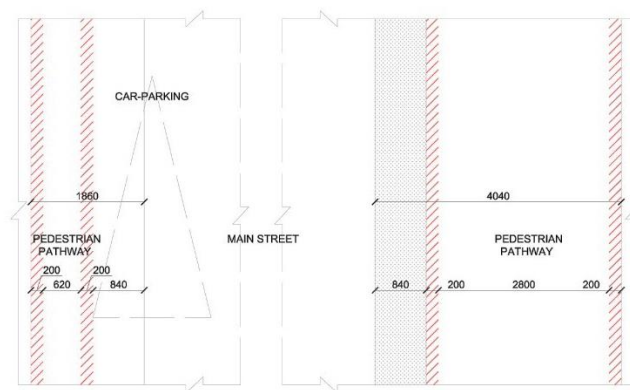 CAR-PARKING
1860
4040
PEDESTRIAN
PATHWAY
MAIN STREET
PEDESTRIAN
PATHWAY
200
200
620
840
840
200
2800
200